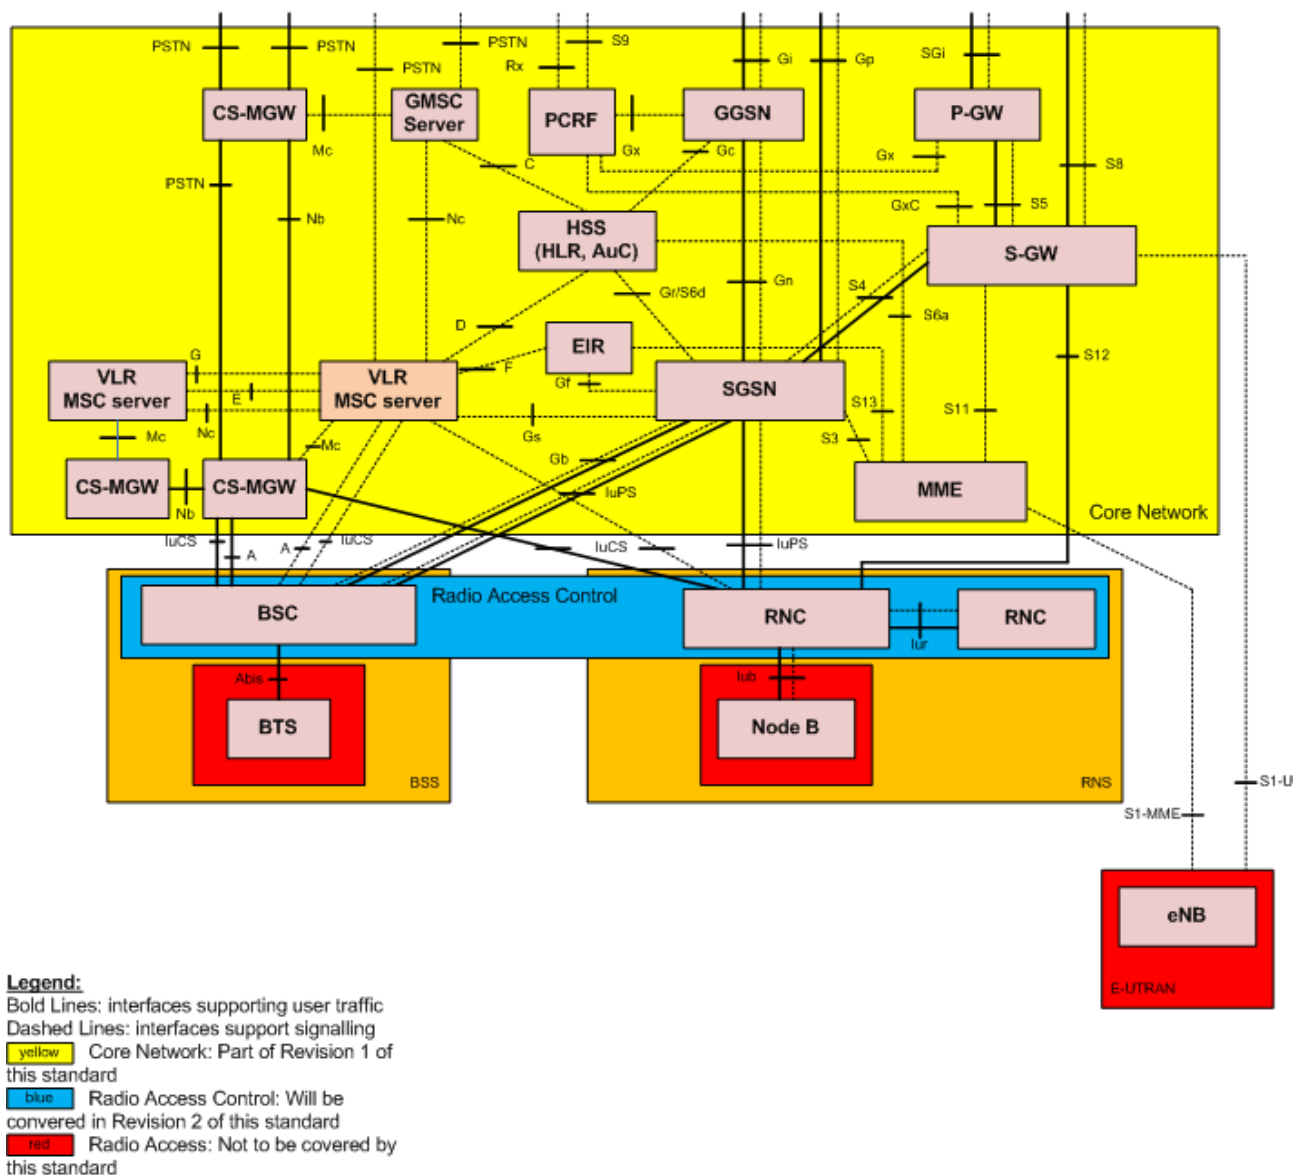 PSTN
PSTN
PSTN
PSTN
Rx
S9
Gi
Gp
SGi
CS-MGW
Mc
GMSC
Server
PCRF
Gx
GGSN
Gc
P-GW
Gx
S8
PSTN
Nb
Nc
C
GxC
S5
HSS
(HLR, AuC)
S-GW
Gr/S6d
Gn
S4
S6a
D
EIR
F
Gf
S12
G
VLR
MSC server
E
Nc
VLR
MSC server
SGSN
S13
S11
Mc
Mc
Gs
S3
Gb
CS-MGW
Nb
CS-MGW
IuPS
MME
Core Network
IuCS
A
A
IuCS
IuCS
IuPS
Radio Access Control
BSC
RNC
Iur
RNC
Abis
BTS
BSS
Iub
Node B
RNS
S1-U
S1-MME
eNB
E-UTRAN
Legend:
Bold Lines: interfaces supporting user traffic
Dashed Lines: interfaces support signalling
yellow Core Network: Part of Revision 1 of
this standard
blue Radio Access Control: Will be
convered in Revision 2 of this standard
red Radio Access: Not to be covered by
this standard